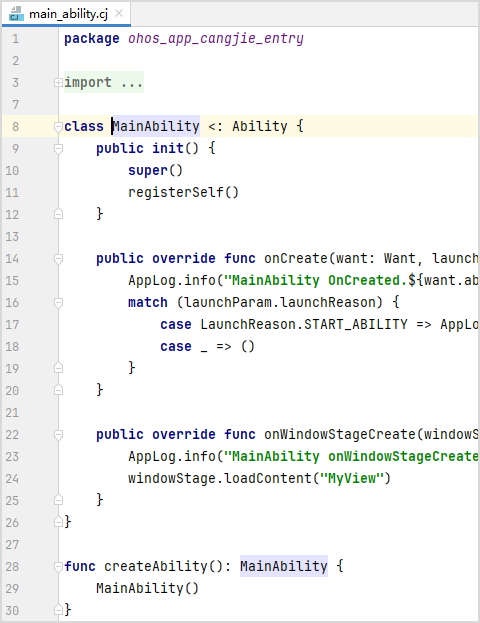 main_ability.cj
1 package ohos_app_cangjie_entry
2
3 import ...
7
8 class MainAbility <: Ability {
9 public init() {
10 super()
11 registerSelf()
12 }
13
14 public override func onCreate(want: Want, launch
15 AppLog.info("MainAbility OnCreated.${want.ab
16 match (launchParam.launchReason) {
17 case LaunchReason.START_ABILITY => AppLo
18 case _ => ()
19 }
20 }
21
22 public override func onWindowStageCreate(windowS
23 AppLog.info("MainAbility onWindowStageCreate
24 windowStage.loadContent("MyView")
25 }
26 }
27
28 func createAbility(): MainAbility {
29 MainAbility()
30 }